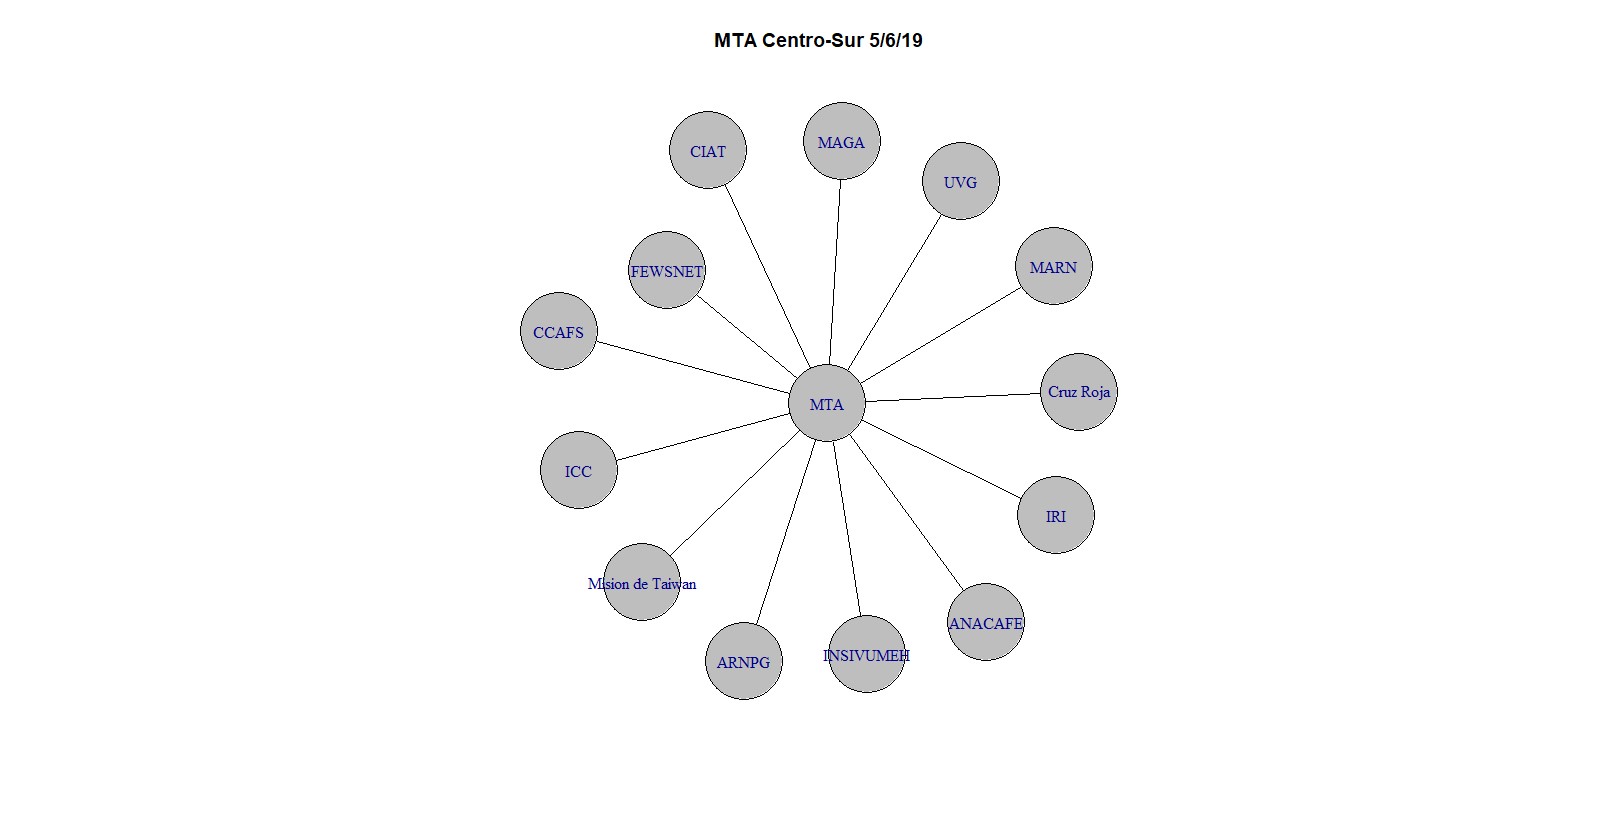 MTA Centro-Sur 5/6/19
MAGA
CIAT
UVG
MARN
FEWSNET
CCAFS
Cruz Roja
MTA
ICC
IRI
Mision de Taiwan
ANACAFE
INSIVUMEH
ARNPG